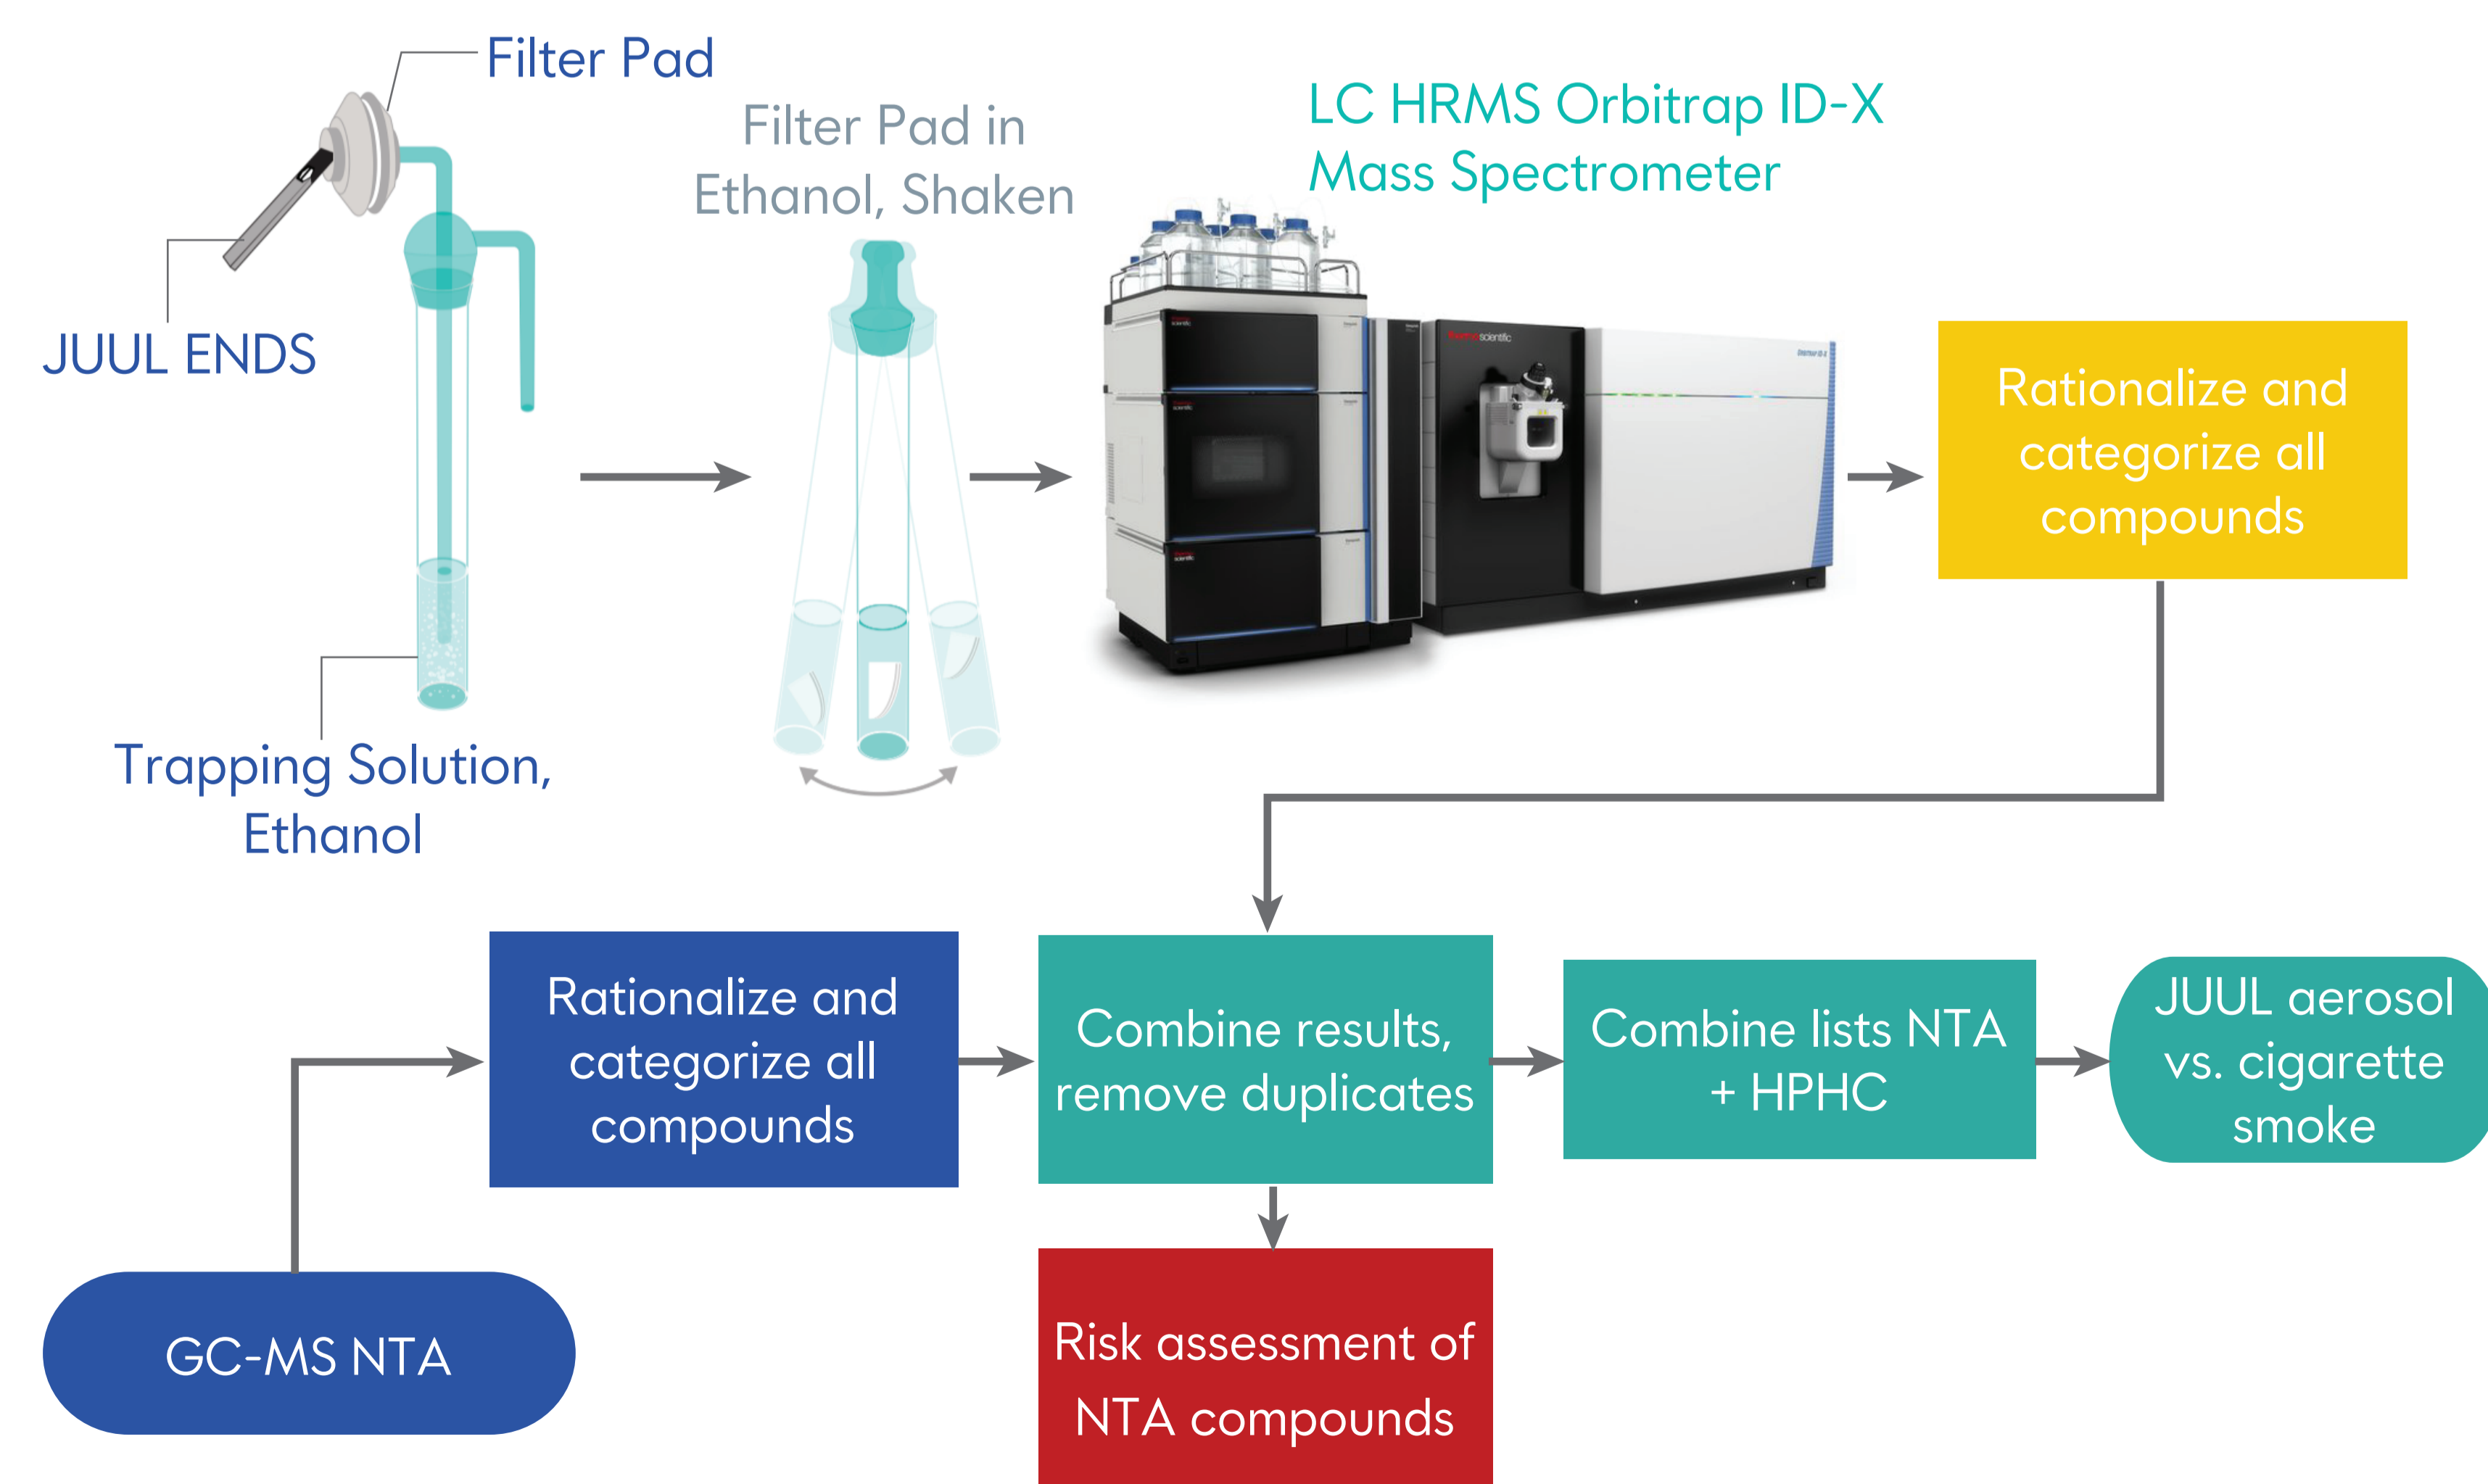 Filter Pad
JUUL ENDS
Trapping Solution,
Ethanol
Filter Pad in
Ethanol, Shaken
LC HRMS Orbitrap ID-X
Mass Spectrometer
thermo scientific
Rationalize and
categorize all
compounds
GC-MS NTA
Rationalize and
categorize all
compounds
Combine results,
remove duplicates
Risk assessment of
NTA compounds
Combine lists NTA
+ HPHC
JUUL aerosol
vs. cigarette
smoke